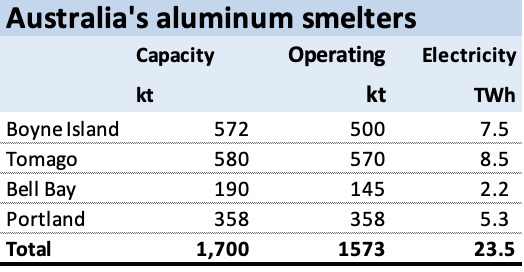 Australia's aluminum smelters
Capacity Operating Electricity
kt kt TWh
Boyne Island 572 500 7.5
Tomago 580 570 8.5
Bell Bay 190 145 2.2
Portland 358 358 5.3
Total 1,700 1573 23.5